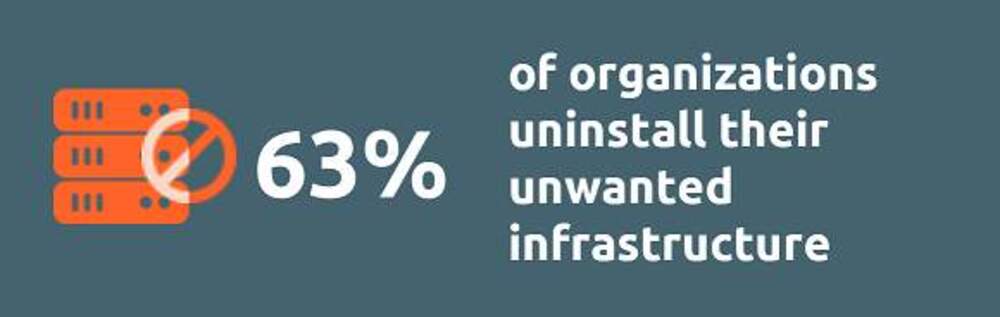 63%
of organizations
uninstall their
unwanted
infrastructure